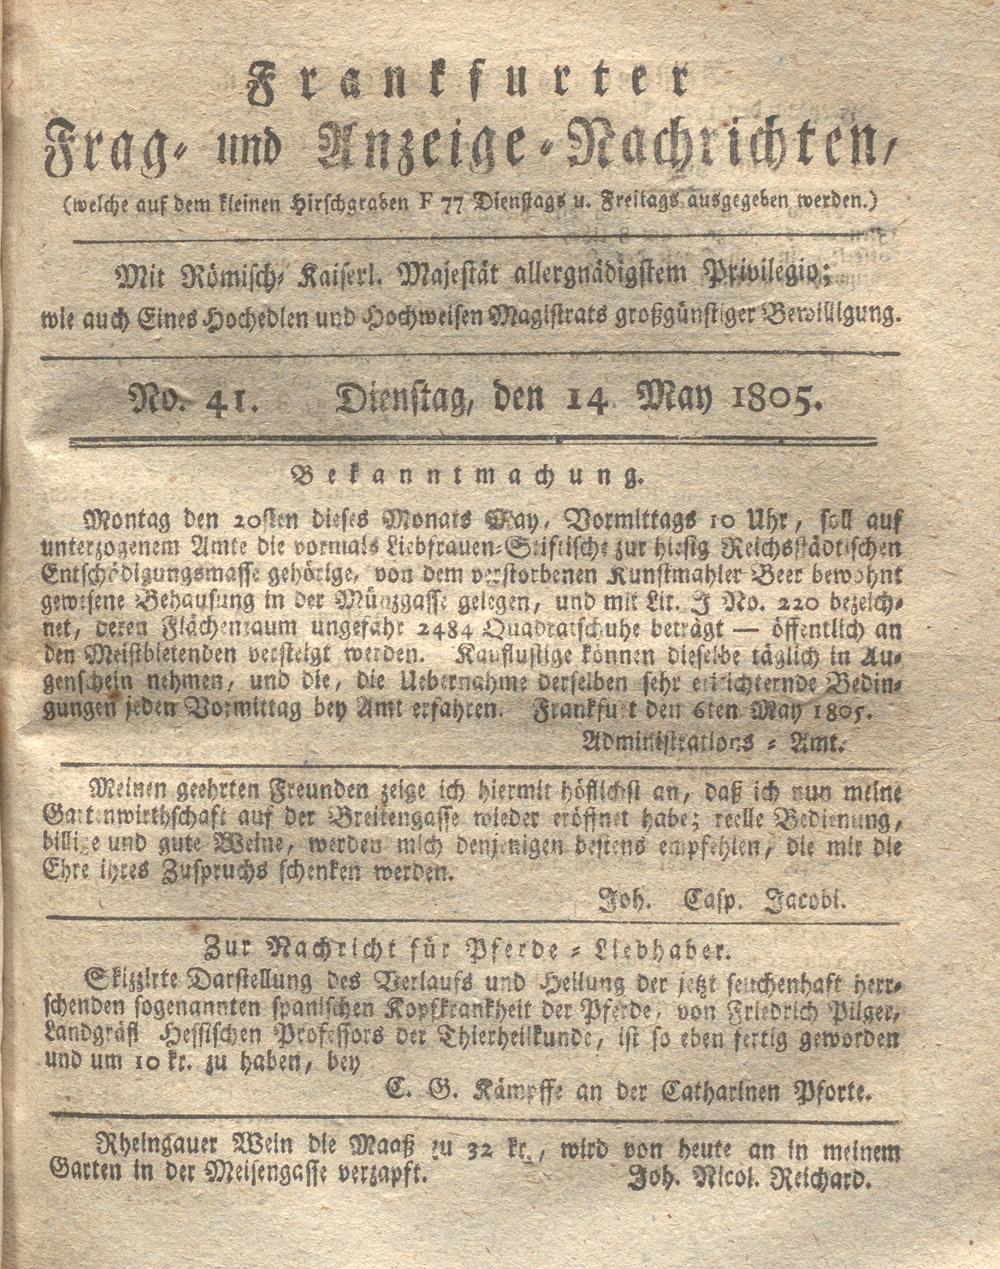 Frankfurter
Frag- und Anzeige-Nachrichten,
(welche auf dem kleinen Hirschgraben F 77 Dienstags u. Freitags ausgegeben werden.)
Mit Römisch- Kaiserl. Majestät allergnädigstem Privilegio;
wie auch Eines Hochedlen und Hochweisen Magistrats großgünstiger Bewilligung.
No. 41. Dienstag, den 14. May 1805.
Bekanntmachung.
Montag den 20sten dieses Monats May, Vormittags 10 Uhr, soll auf
unterzogenem Amte die vormals Liebfrauen-Stiftische zur hiesig Reichsstädtischen
Entschädigungsmasse gehörige, von dem verstorbenen Kunstmahler Beer bewohnt
gewesene Behausung in der Münzgasse gelegen, und mit Lit. J No. 220 bezeich-
net, deren Flächenraum ungefähr 2484 Quadratschuhe beträgt — öffentlich an
den Meistbietenden versteigt werden. Kauflustige können dieselbe täglich in Au-
genschein nehmen, und die, die Uebernahme derselben sehr erleichternde Bedin-
gungen jeden Vormittag bey Amt erfahren. Frankfurt den 6ten May 1805.
Administrations-Amt.
Meinen geehrten Freunden zeige ich hiermit höflichst an, daß ich nun meine
Gartenwirthschaft auf der Breitengasse wieder eröffnet habe; reelle Bedienung,
billige und gute Weine, werden mich denjenigen bestens empfehlen, die mir die
Ehre ihres Zuspruchs schenken werden.
Joh. Casp. Jacobi.
Zur Nachricht für Pferde-Liebhaber.
Skizzirte Darstellung des Verlaufs und Heilung der jetzt seuchenhaft herr-
schenden sogenannten spanischen Kopfkrankheit der Pferde, von Friedrich Pilger,
Landgräfl Hessischen Professors der Thierheilkunde, ist so eben fertig geworden
und um 10 kr. zu haben, bey
C. G. Kämpffe an der Catharinen Pforte.
Rheingauer Wein die Maaß zu 32 kr., wird von heute an in meinem
Garten in der Meisengasse verzapft. Joh. Nicol. Reichard.